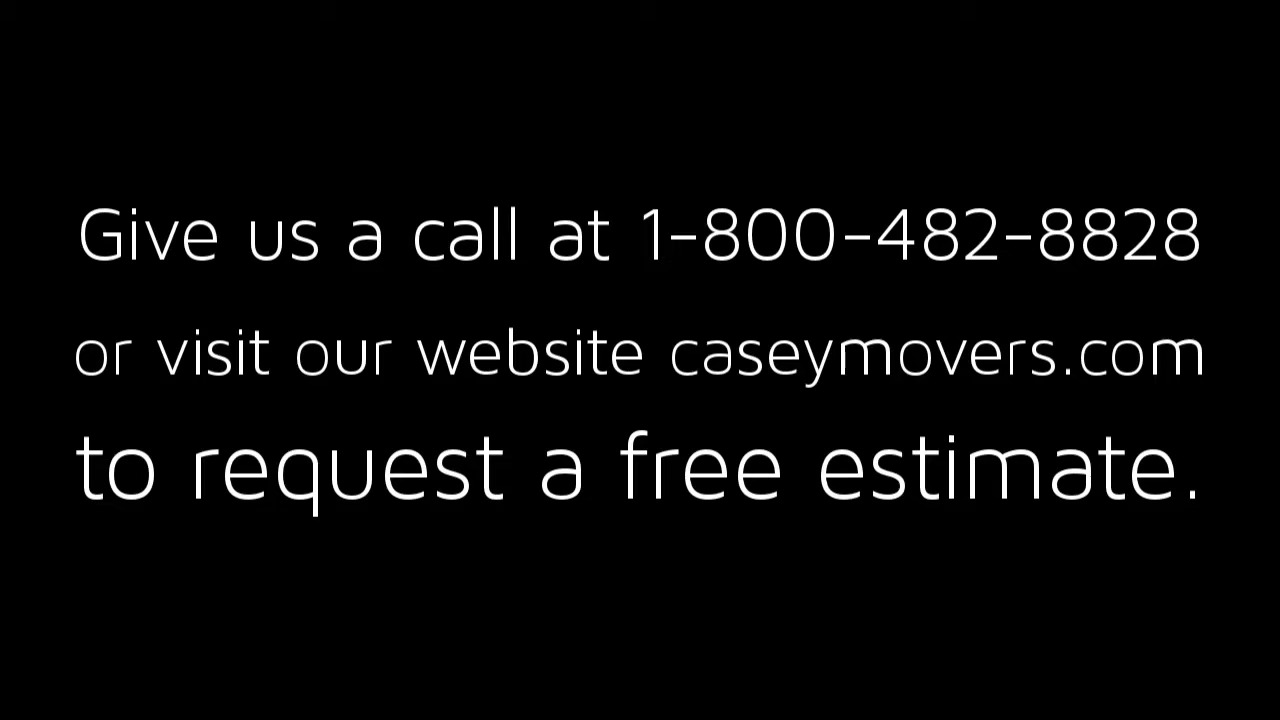 Give us a call at 1-800-482-8828
or visit our website caseymovers.com
to request a free estimate.